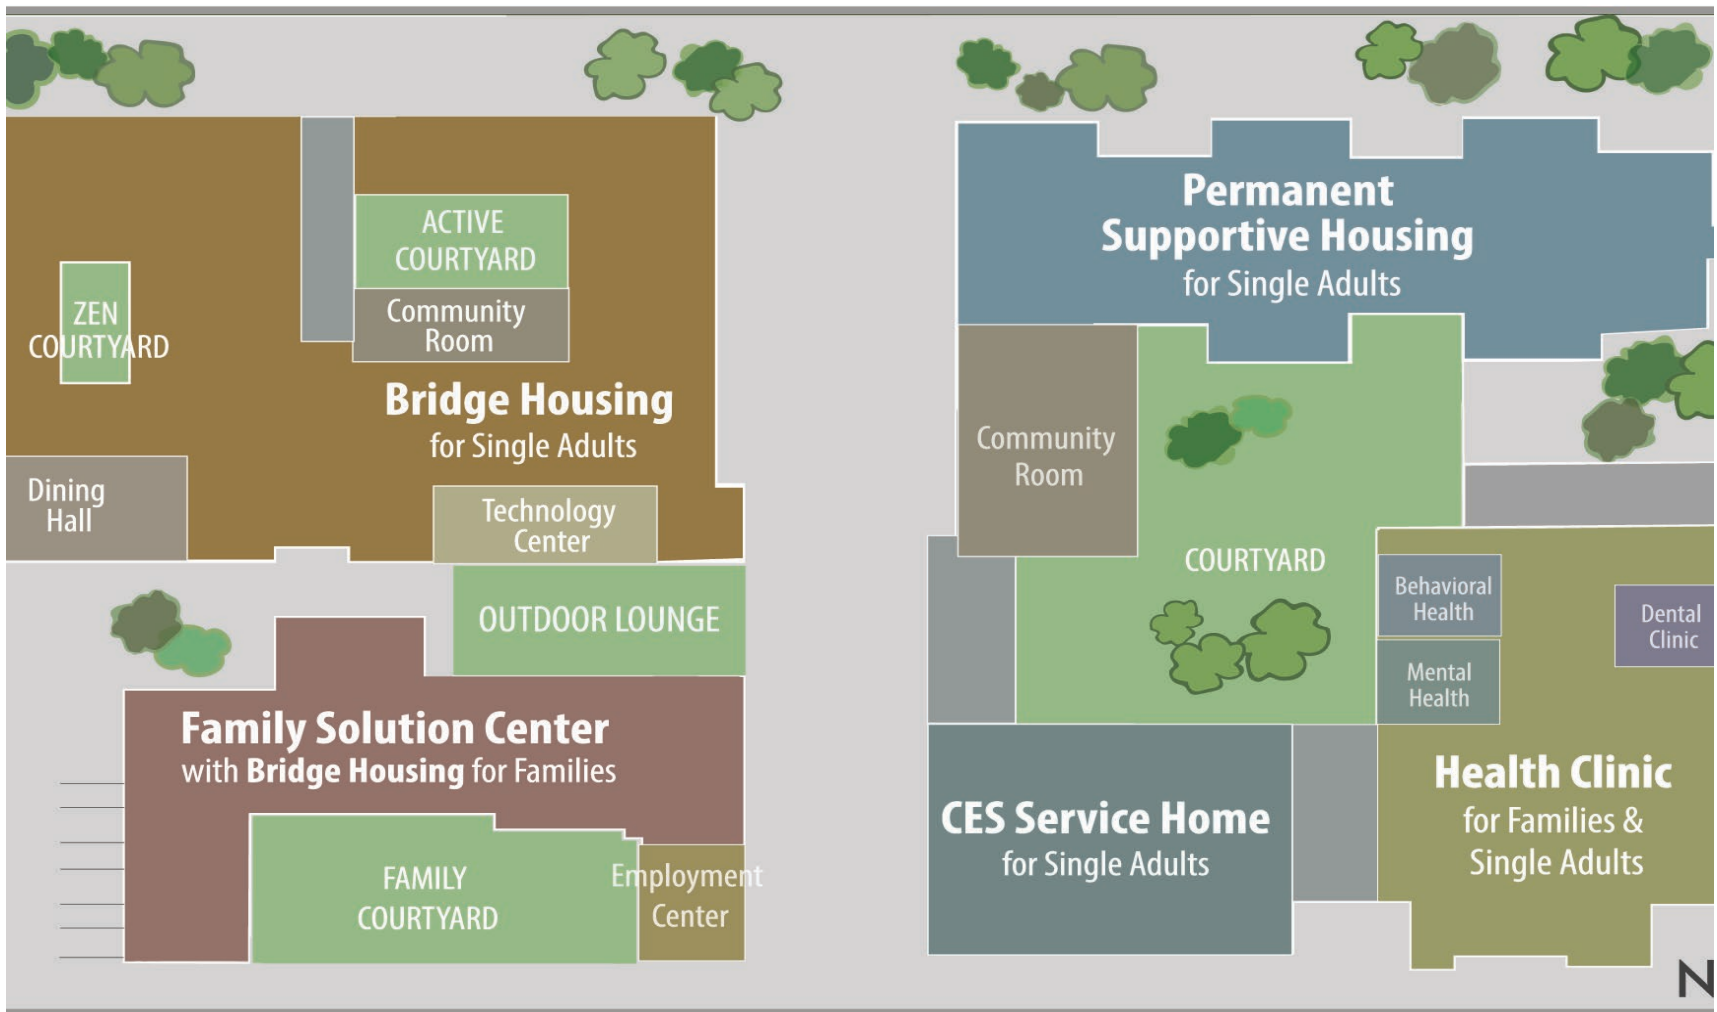 ACTIVE
COURTYARD
Community
Room
ZEN
COURTYARD
Bridge Housing
for Single Adults
Dining
Hall
Technology
Center
OUTDOOR LOUNGE
Family Solution Center
with Bridge Housing for Families
FAMILY
COURTYARD
Employment
Center
Permanent
Supportive Housing
for Single Adults
Community
Room
COURTYARD
Behavioral
Health
Mental
Health
Dental
Clinic
CES Service Home
for Single Adults
Health Clinic
for Families &
Single Adults
N